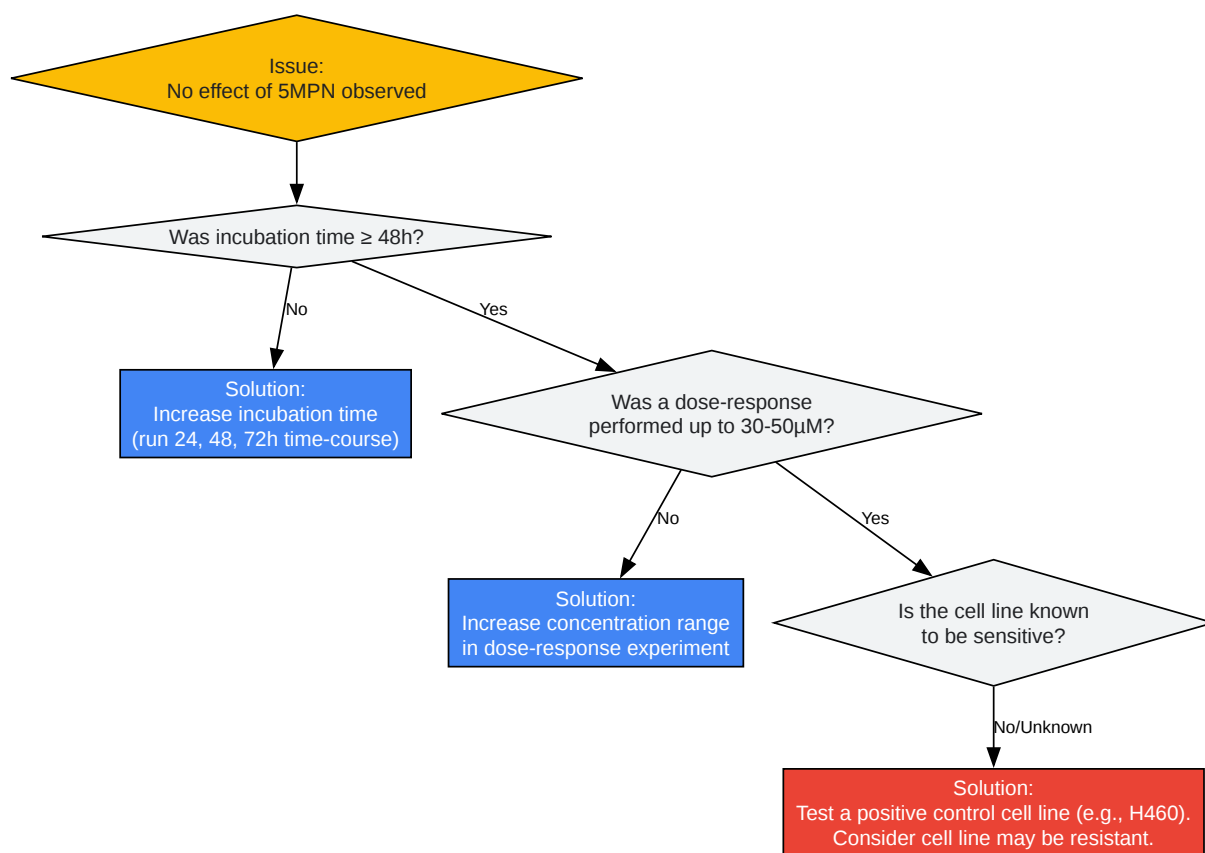 Issue:
No effect of 5MPN observed
Was incubation time ≥ 48h?
No
Yes
Solution:
Increase incubation time
(run 24, 48, 72h time-course)
Was a dose-response
performed up to 30-50µM?
No
Yes
Solution:
Increase concentration range
in dose-response experiment
Is the cell line known
to be sensitive?
No/Unknown
Solution:
Test a positive control cell line (e.g., H460).
Consider cell line may be resistant.